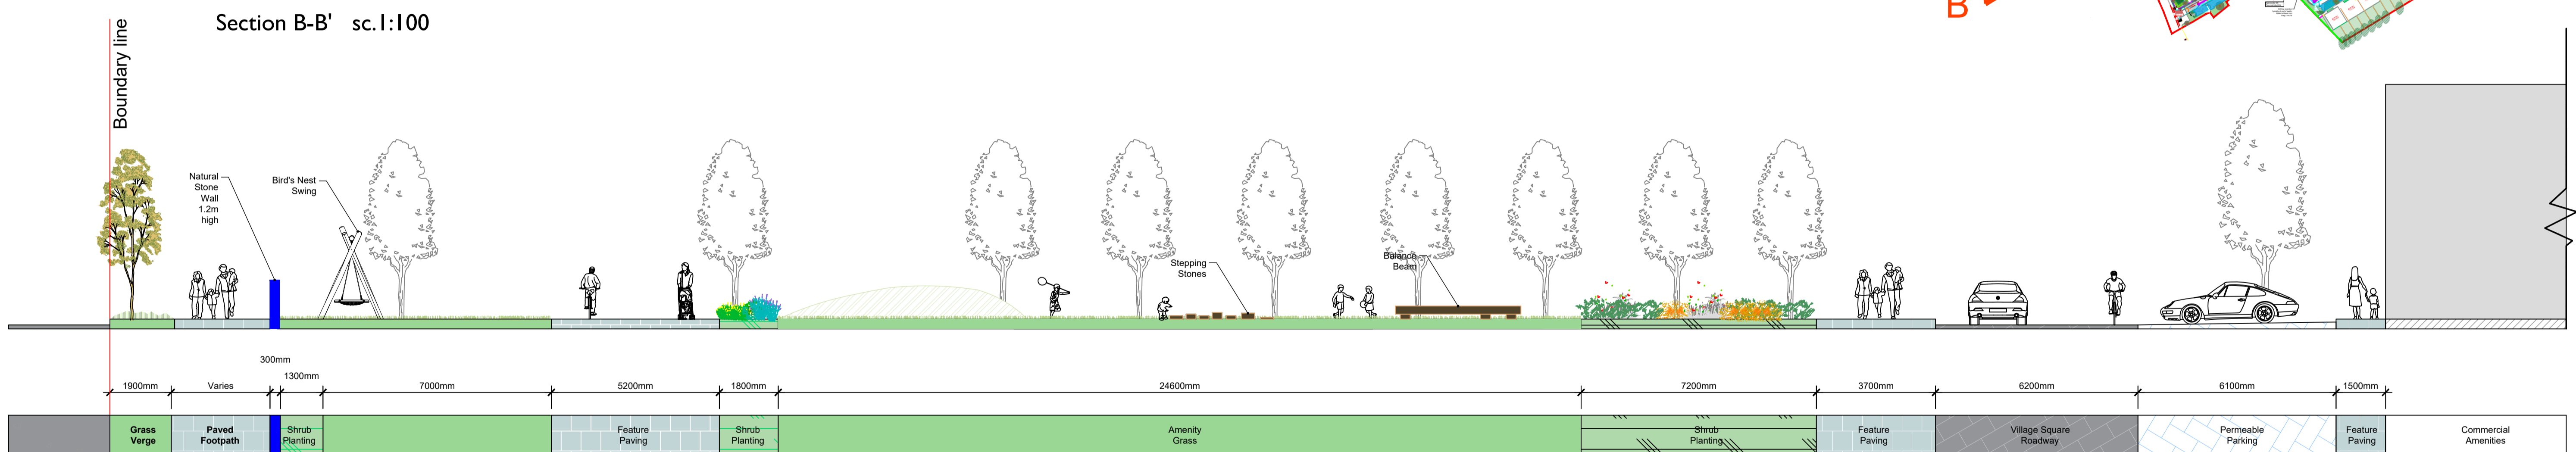 Section B-B' sc.1:100
B
Boundary line
Natural
Stone
Wall
1.2m
high
Bird's Nest
Swing
Stepping
Stones
Balance
Beam
300mm
1900mm
Varies
1300mm
7000mm
5200mm
1800mm
24600mm
7200mm
3700mm
6200mm
6100mm
1500mm
Grass
Verge
Paved
Footpath
Shrub
Planting
Feature
Paving
Shrub
Planting
Amenity
Grass
Shrub
Planting
Feature
Paving
Village Square
Roadway
Permeable
Parking
Feature
Paving
Commercial
Amenities